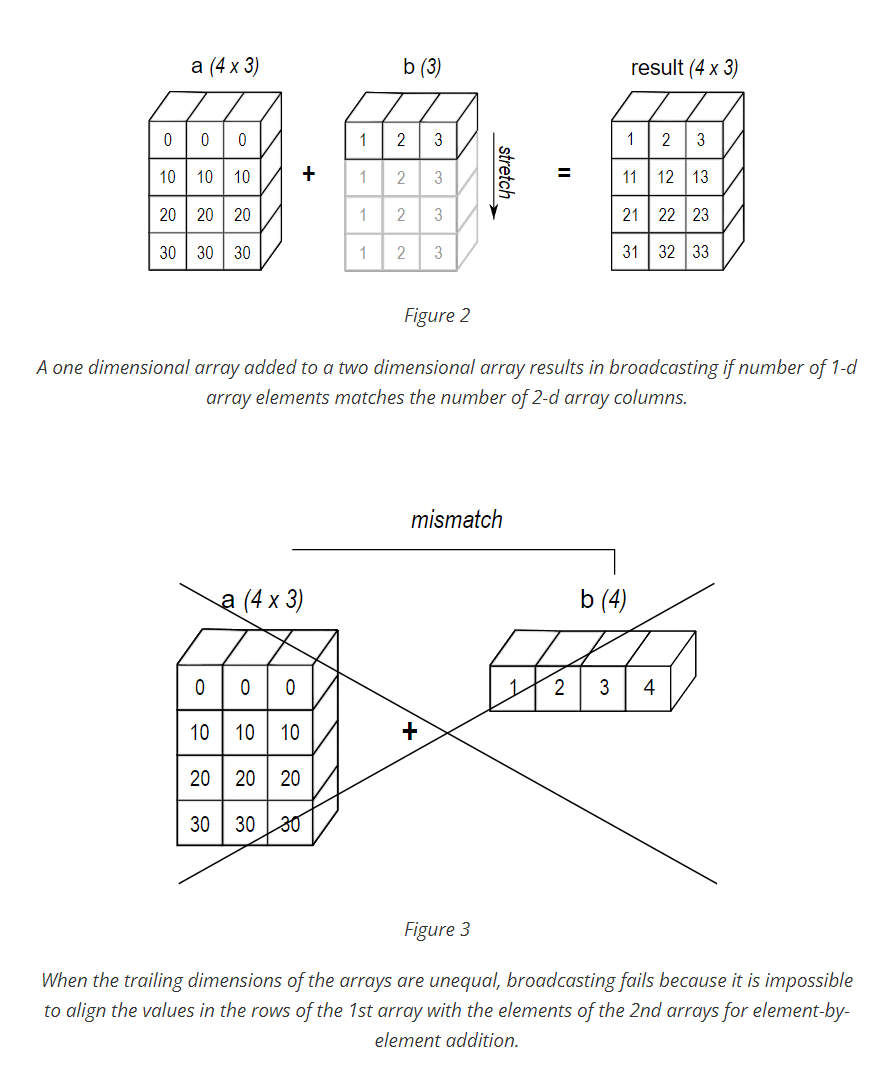 a (4 x 3) b (3) result (4 x 3)
0 0 0 1 2 3 1 2 3
10 10 10 + 1 2 3 stretch = 11 12 13
20 20 20 1 2 3 21 22 23
30 30 30 1 2 3 31 32 33
Figure 2
A one dimensional array added to a two dimensional array results in broadcasting if number of 1-d
array elements matches the number of 2-d array columns.
mismatch
a (4 x 3) b (4)
0 0 0 1 2 3 4
10 10 10 +
20 20 20
30 30 30
Figure 3
When the trailing dimensions of the arrays are unequal, broadcasting fails because it is impossible
to align the values in the rows of the 1st array with the elements of the 2nd arrays for element-by-
element addition.